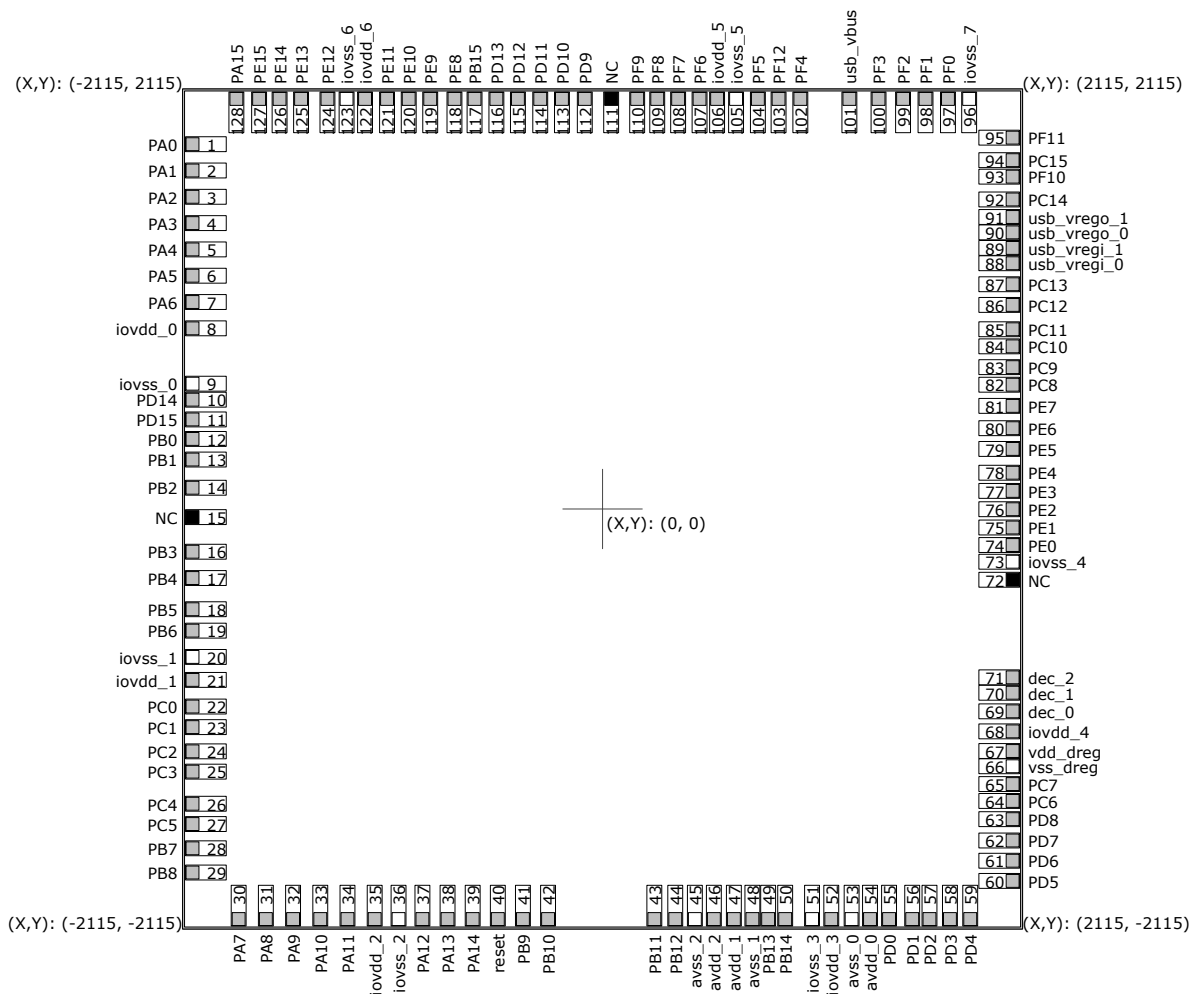 PA15 PE15 PE14 PE13 PE12 iovss_6 iovdd_6 PE11 PE10 PE9 PE8 PB15 PD13 PD12 PD11 PD10 PD9 NC PF9 PF8 PF7 PF6 iovdd_5 iovss_5 PF5 PF12 PF4 usb_vbus PF3 PF2 PF1 PF0 iovss_7
(X,Y): (-2115, 2115)
(X,Y): (2115, 2115)
128 127 126 125 124 123 122 121 120 119 118 117 116 115 114 113 112 111 110 109 108 107 106 105 104 103 102 101 100 99 98 97 96
PA0 1
PA1 2
PA2 3
PA3 4
PA4 5
PA5 6
PA6 7
iovdd_0 8
iovss_0 9
PD14 10
PD15 11
PB0 12
PB1 13
PB2 14
NC 15
PB3 16
PB4 17
PB5 18
PB6 19
iovss_1 20
iovdd_1 21
PC0 22
PC1 23
PC2 24
PC3 25
PC4 26
PC5 27
PB7 28
PB8 29
(X,Y): (0, 0)
95 PF11
94 PC15
93 PF10
92 PC14
91 usb_vrego_1
90 usb_vrego_0
89 usb_vregi_1
88 usb_vregi_0
87 PC13
86 PC12
85 PC11
84 PC10
83 PC9
82 PC8
81 PE7
80 PE6
79 PE5
78 PE4
77 PE3
76 PE2
75 PE1
74 PE0
73 iovss_4
72 NC
71 dec_2
70 dec_1
69 dec_0
68 iovdd_4
67 vdd_dreg
66 vss_dreg
65 PC7
64 PC6
63 PD8
62 PD7
61 PD6
60 PD5
30 31 32 33 34 35 36 37 38 39 40 41 42 43 44 45 46 47 48 49 50 51 52 53 54 55 56 57 58 59
(X,Y): (-2115, -2115)
(X,Y): (2115, -2115)
PA7 PA8 PA9 PA10 PA11 iovdd_2 iovss_2 PA12 PA13 PA14 reset PB9 PB10 PB11 PB12 avss_2 avdd_2 avdd_1 avss_1 PB13 PB14 iovss_3 iovdd_3 avss_0 avdd_0 PD0 PD1 PD2 PD3 PD4